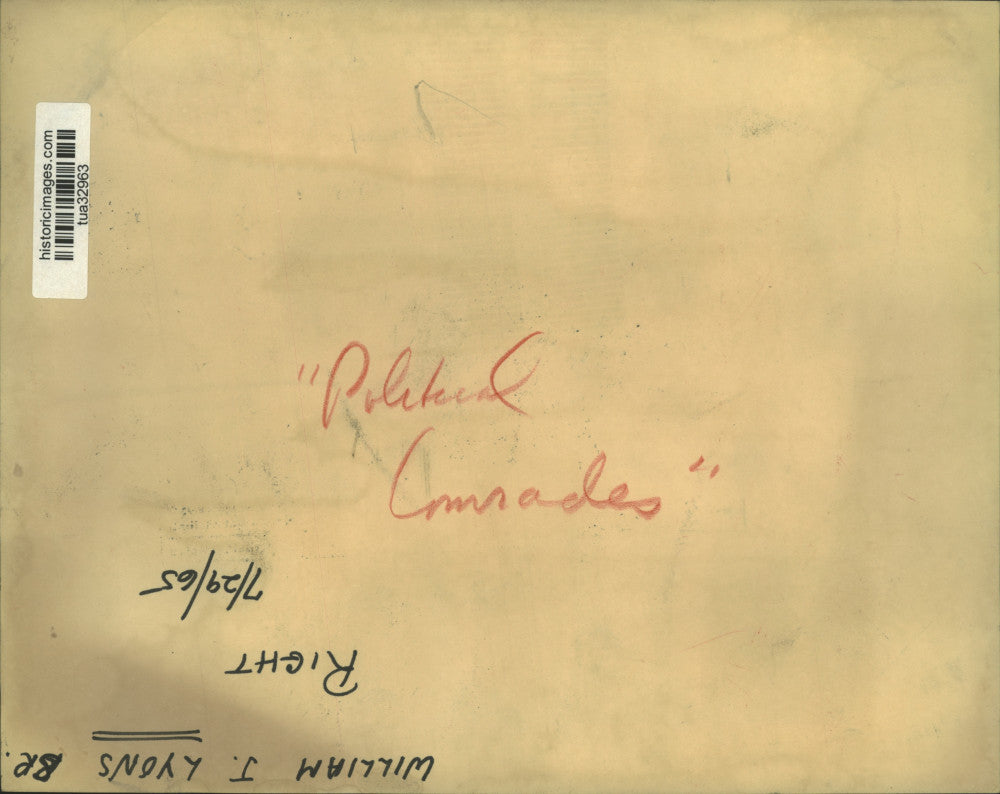 historicimages.com
tua32963
"Political
Comrades"
WILLIAM J. LYONS BR.
RIGHT
7/29/65